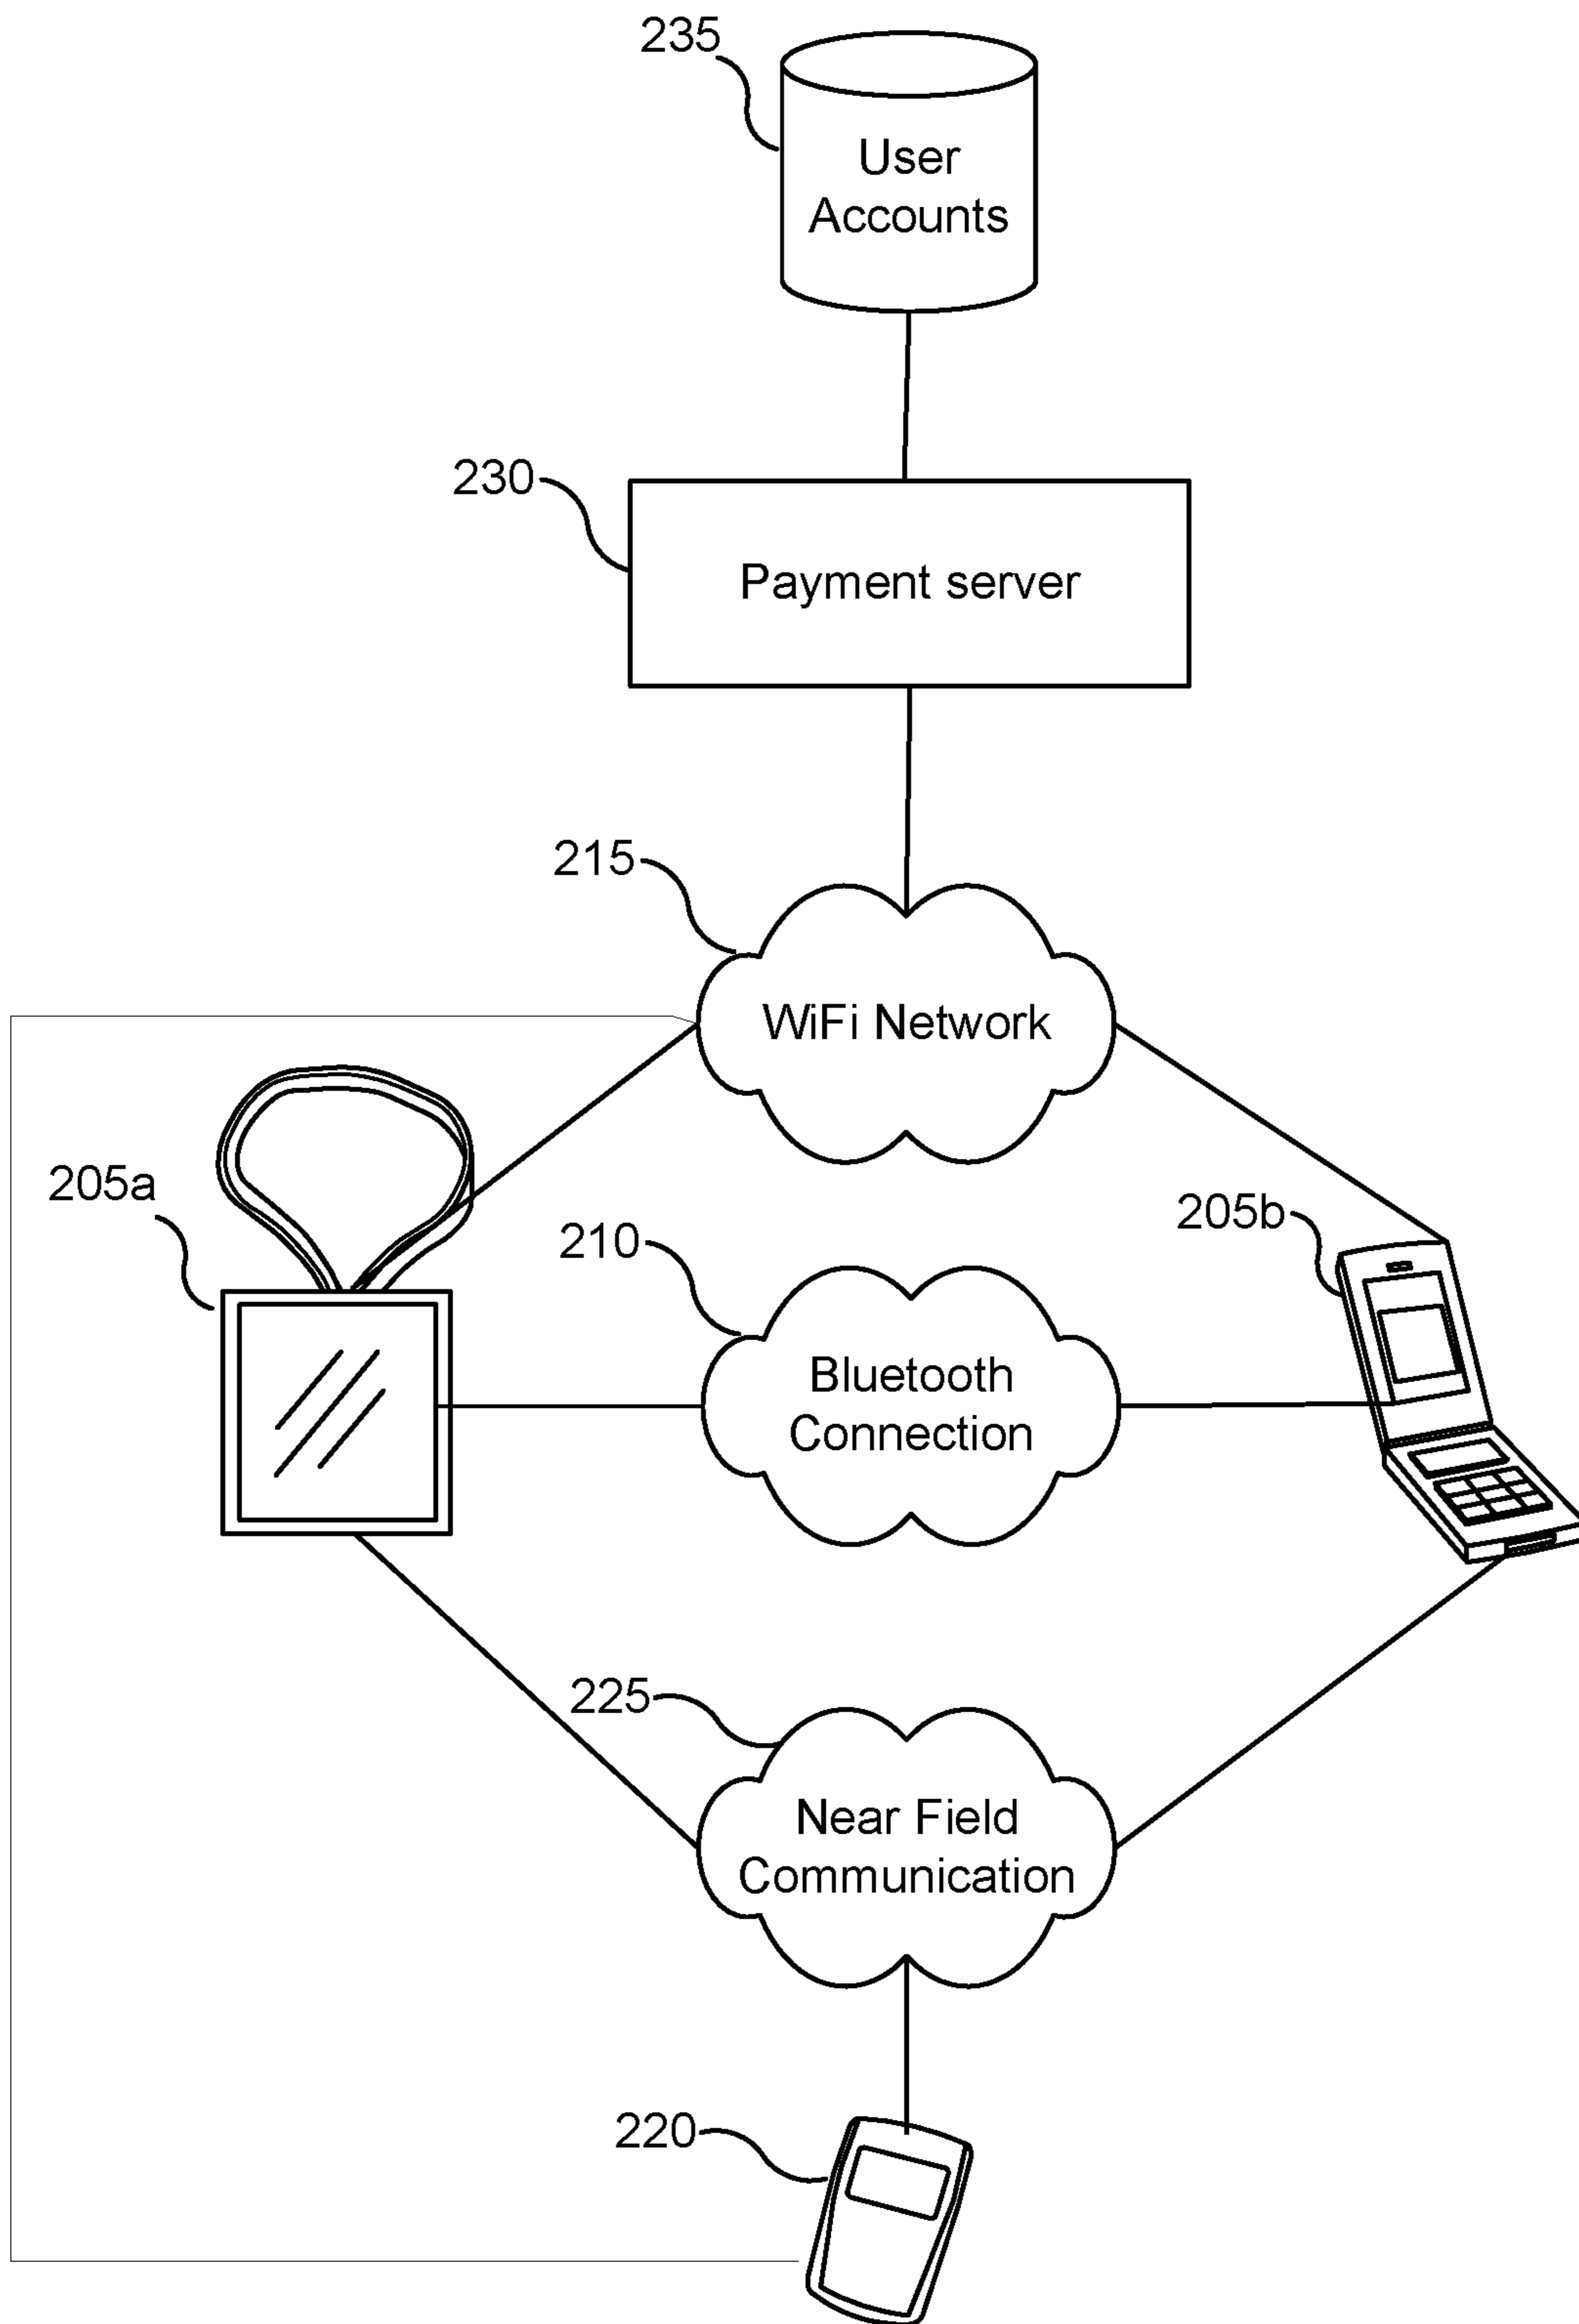 235
User
Accounts
230
Payment server
215
WiFi Network
205a
210
205b
Bluetooth
Connection
225
Near Field
Communication
220